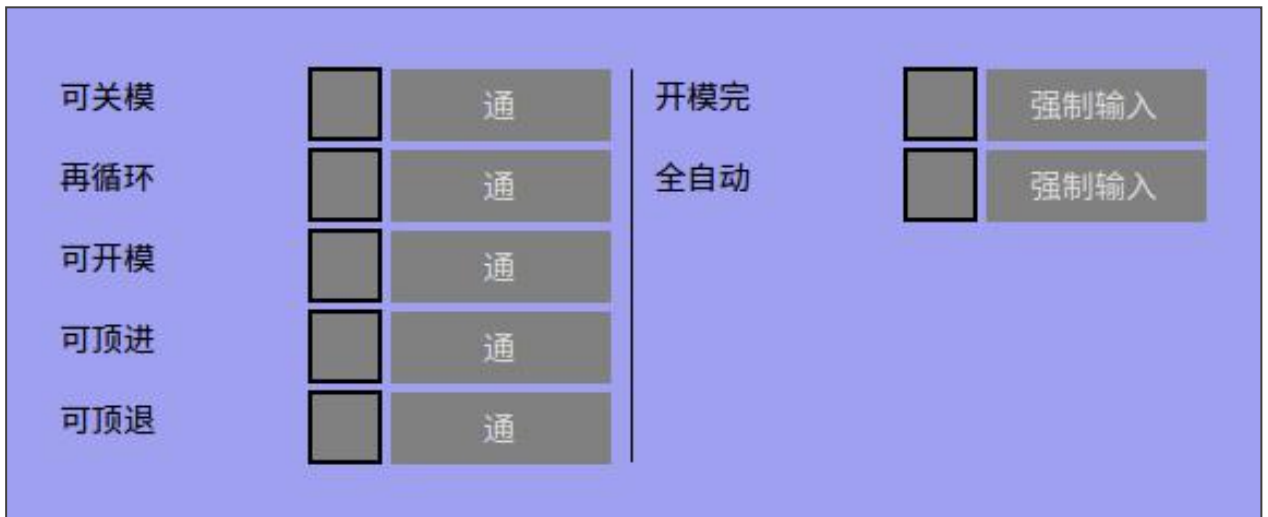 可关模 通 开模完 强制输入
再循环 通 全自动 强制输入
可开模 通
可顶进 通
可顶退 通